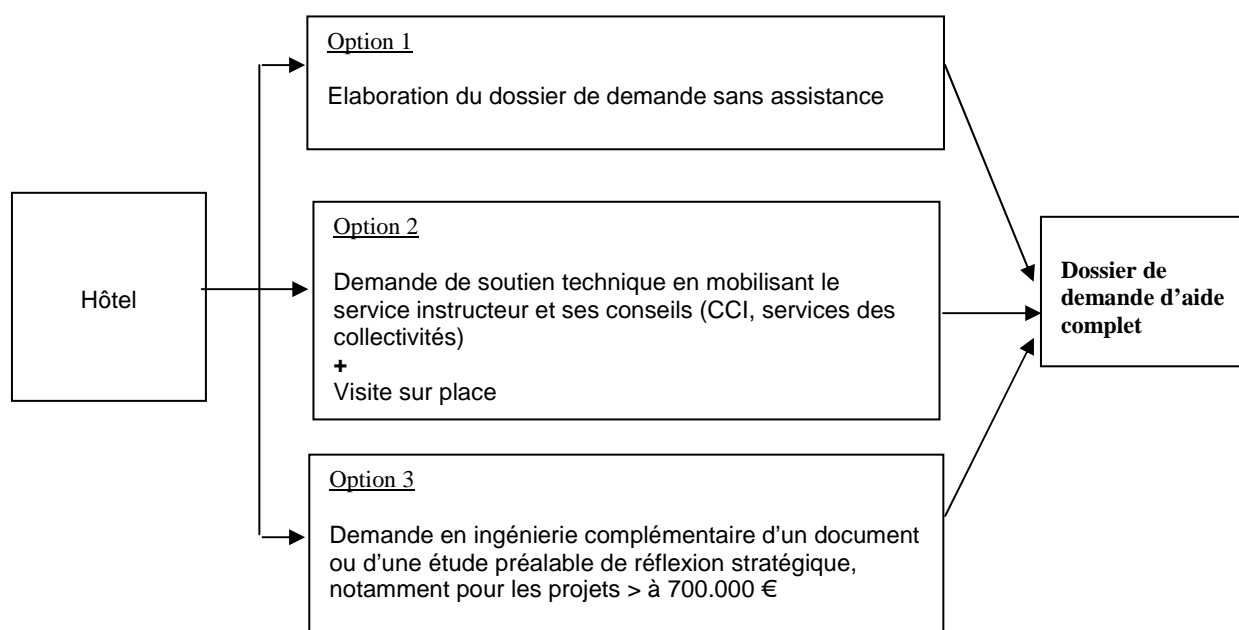 Option 1
Elaboration du dossier de demande sans assistance
Hôtel
Option 2
Demande de soutien technique en mobilisant le
service instructeur et ses conseils (CCI, services des
collectivités)
+
Visite sur place
Option 3
Demande en ingénierie complémentaire d’un document
ou d’une étude préalable de réflexion stratégique,
notamment pour les projets > à 700.000 €
Dossier de
demande d’aide
complet